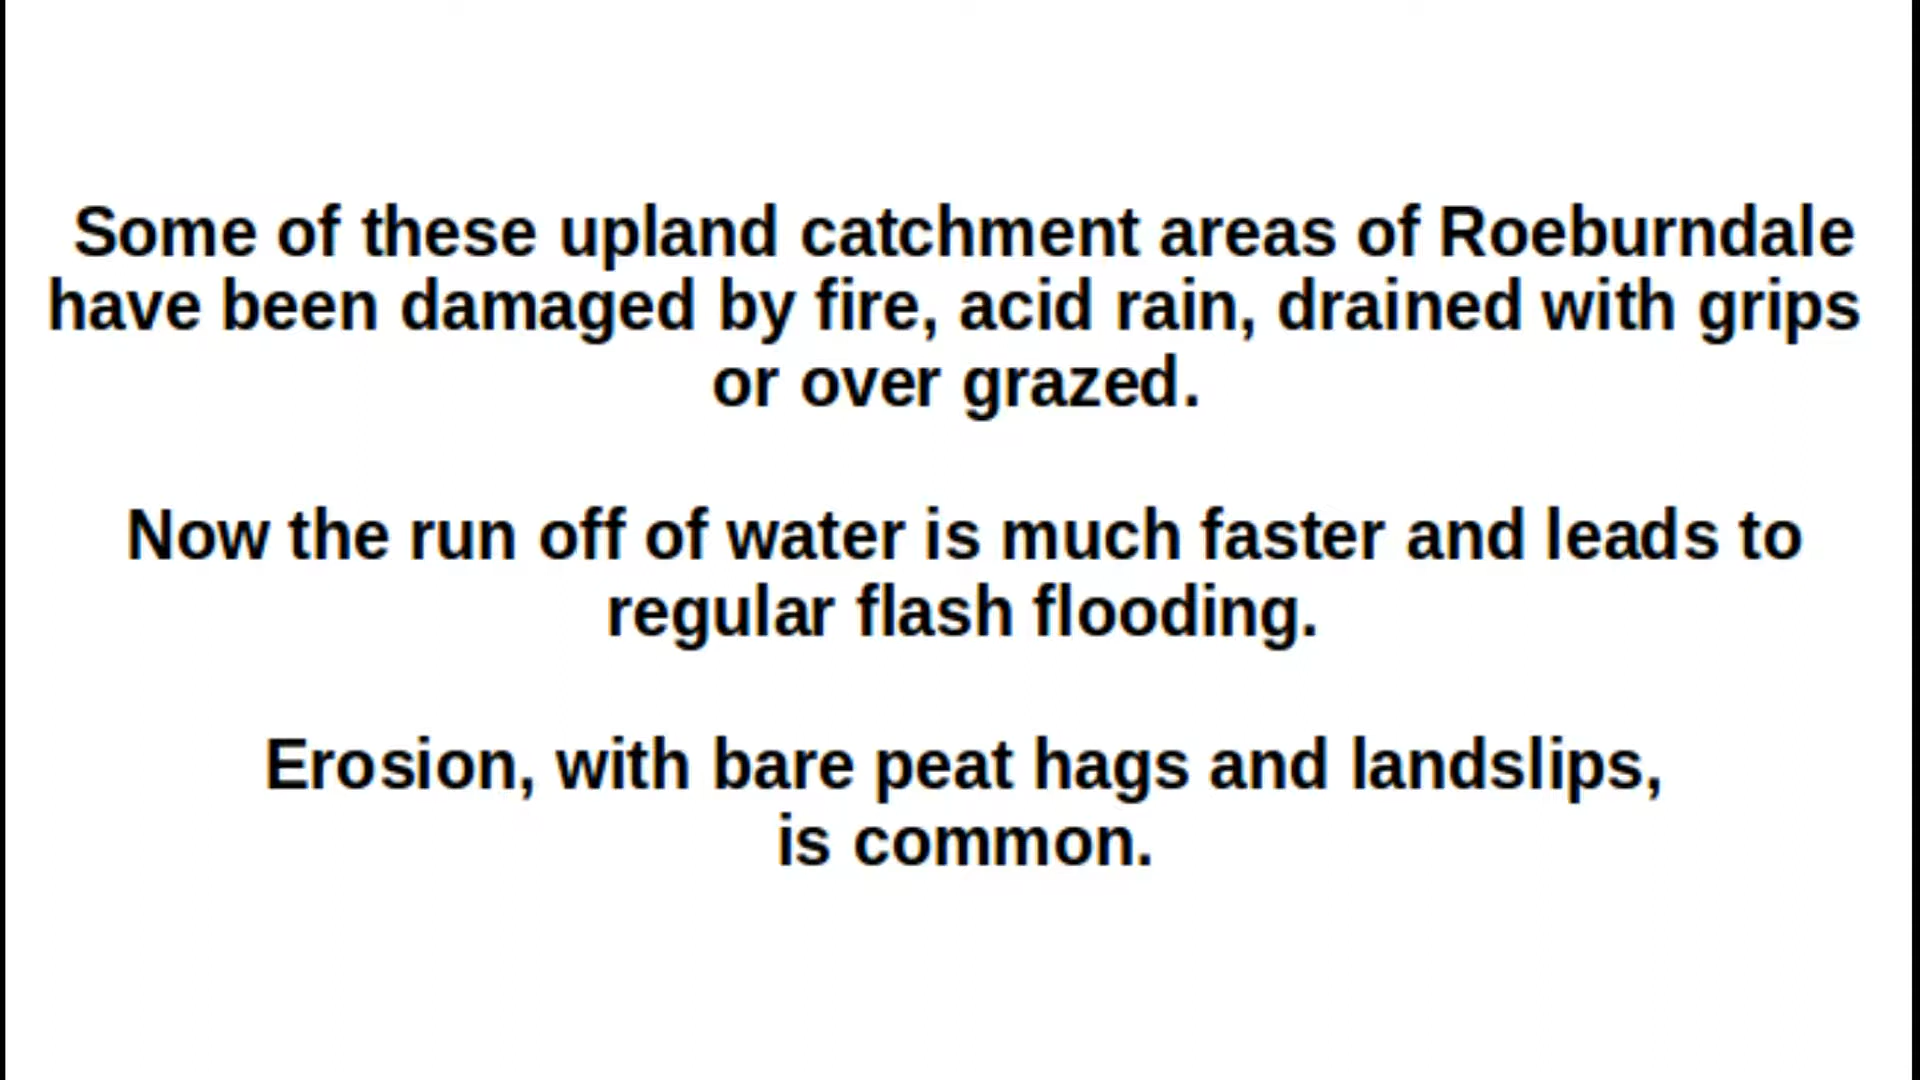 Some of these upland catchment areas of Roeburndale
have been damaged by fire, acid rain, drained with grips
or over grazed.
Now the run off of water is much faster and leads to
regular flash flooding.
Erosion, with bare peat hags and landslips,
is common.